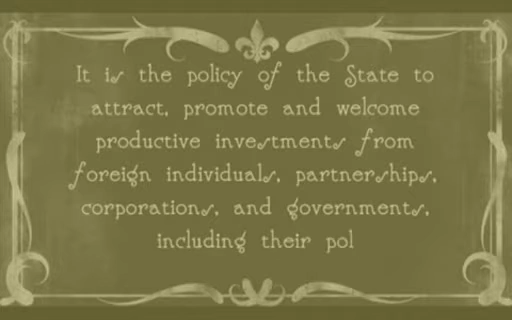 It is the policy of the State to
attract, promote and welcome
productive investments from
foreign individuals, partnerships,
corporations, and governments,
including their pol